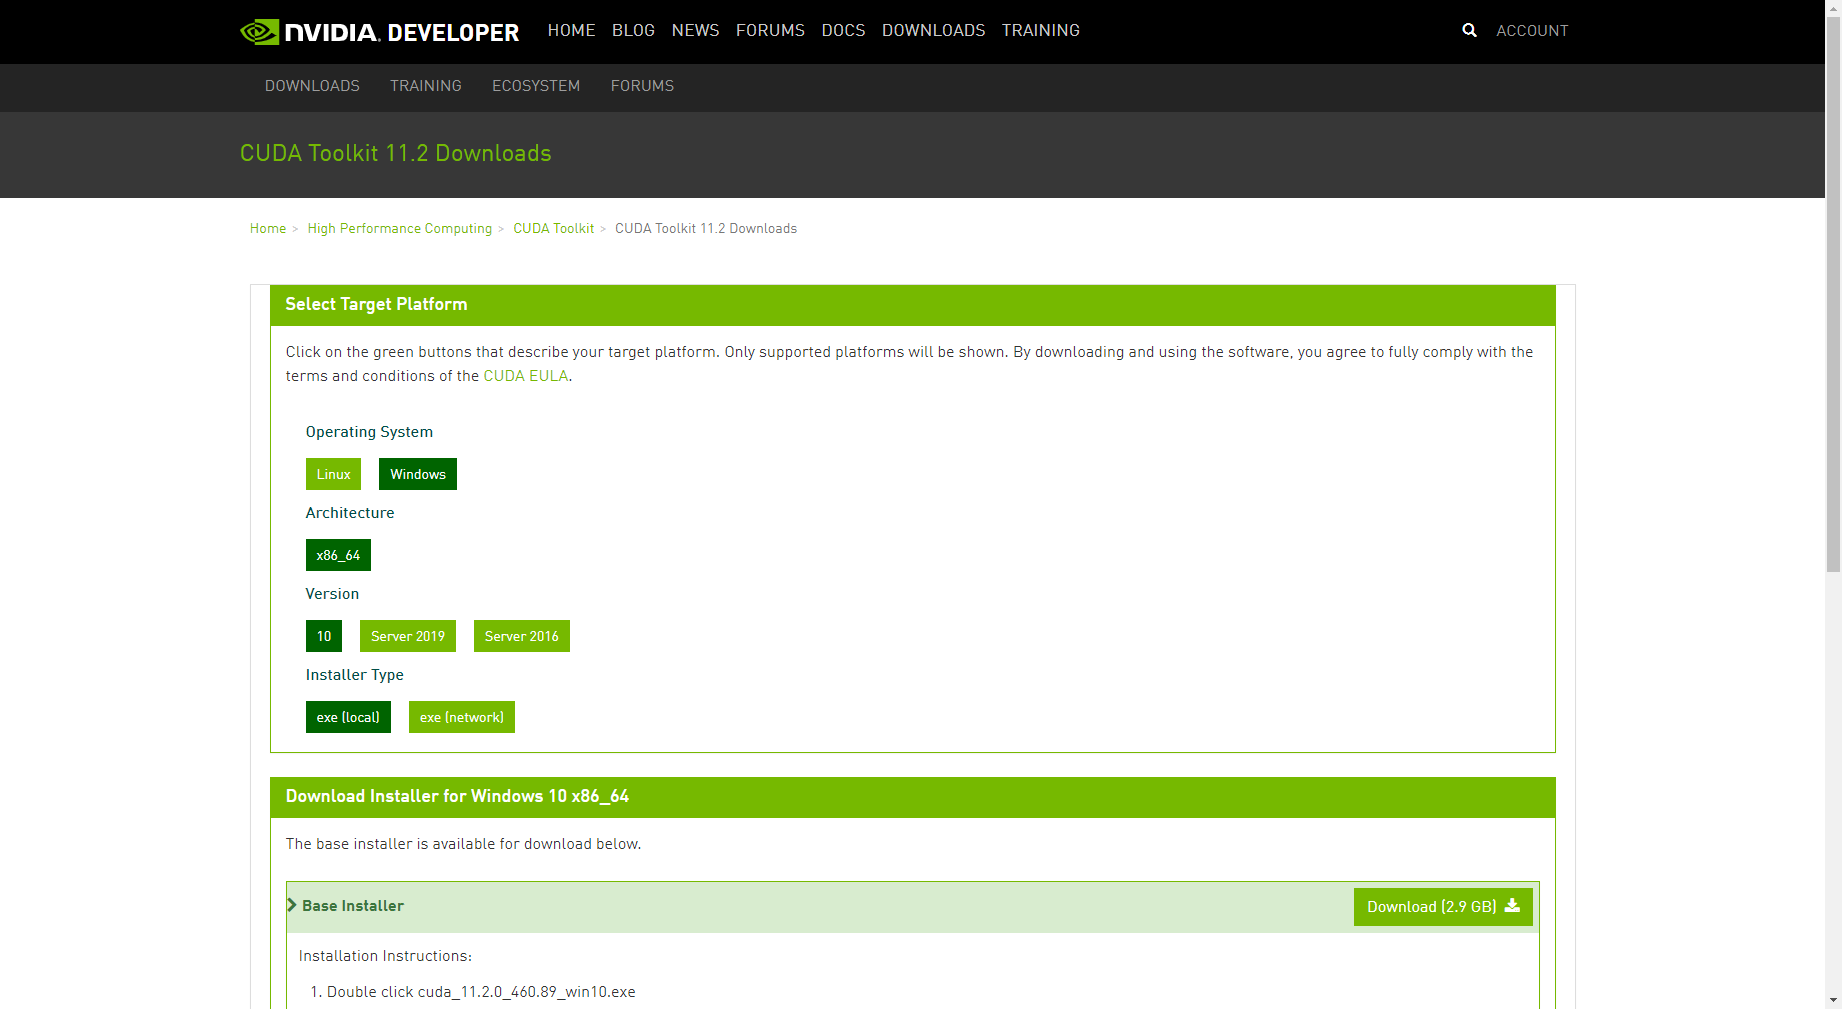 NVIDIA. DEVELOPER HOME BLOG NEWS FORUMS DOCS DOWNLOADS TRAINING ACCOUNT
DOWNLOADS TRAINING ECOSYSTEM FORUMS
CUDA Toolkit 11.2 Downloads
Home > High Performance Computing > CUDA Toolkit > CUDA Toolkit 11.2 Downloads
Select Target Platform
Click on the green buttons that describe your target platform. Only supported platforms will be shown. By downloading and using the software, you agree to fully comply with the
terms and conditions of the CUDA EULA.
Operating System
Linux Windows
Architecture
x86_64
Version
10 Server 2019 Server 2016
Installer Type
exe (local) exe (network)
Download Installer for Windows 10 x86_64
The base installer is available for download below.
Base Installer Download (2.9 GB)
Installation Instructions:
1. Double click cuda_11.2.0_460.89_win10.exe